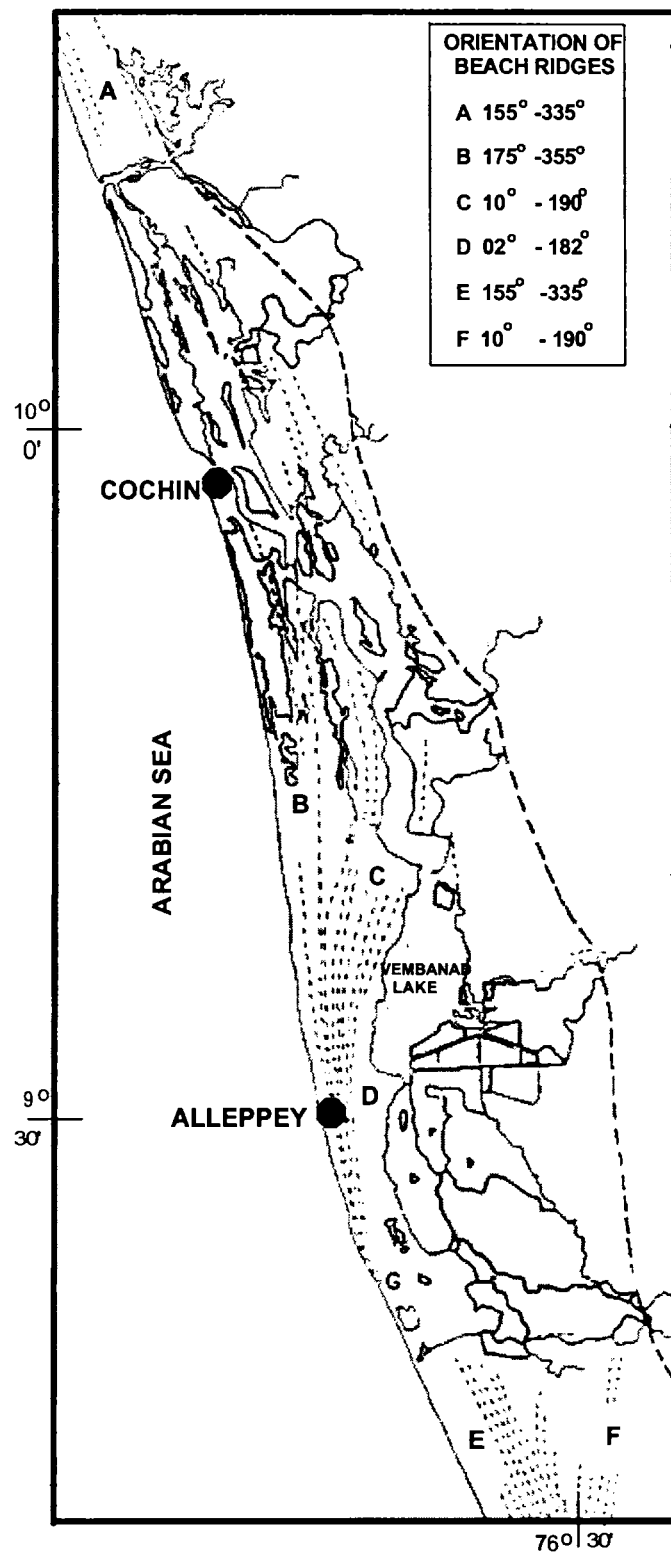 ORIENTATION OF
BEACH RIDGES
A 155° -335°
B 175° -355°
C 10° - 190°
D 02° - 182°
E 155° -335°
F 10° - 190°
A
10°
0'
COCHIN
ARABIAN SEA
B
C
VEMBANAD
LAKE
9°
30'
ALLEPPEY
D
G
E
F
76° 30'